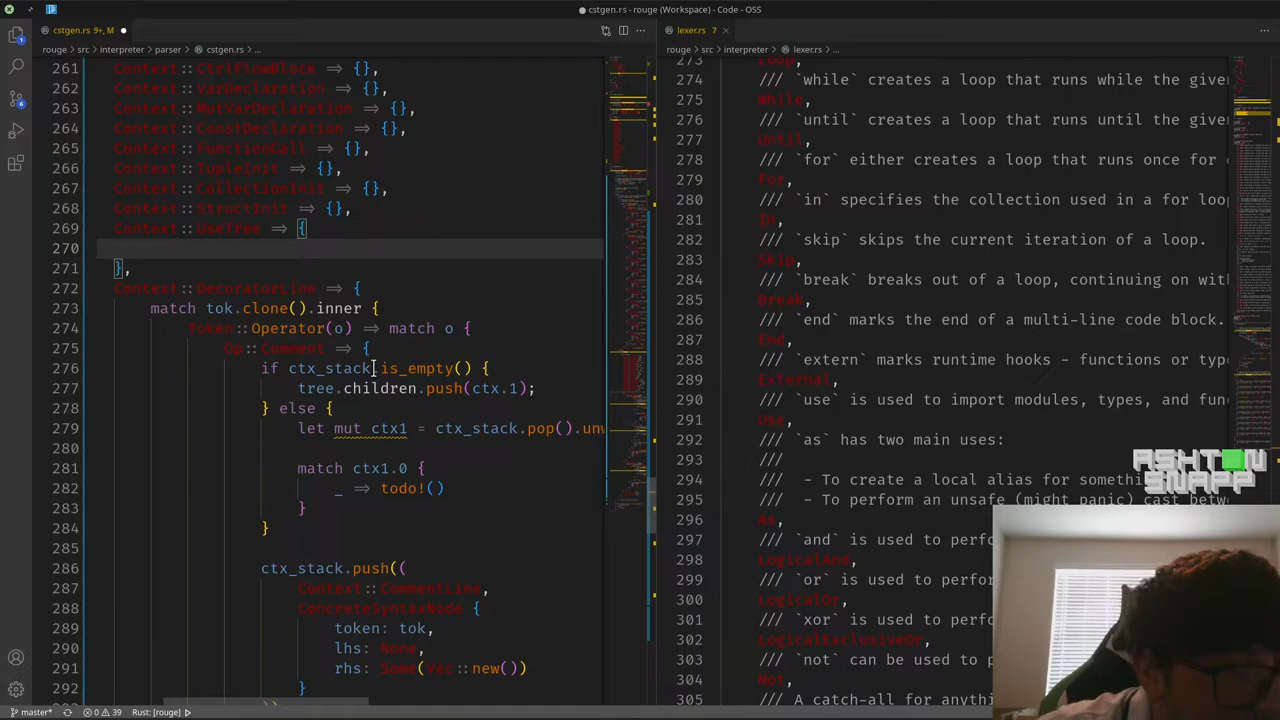 cstgen.rs - rouge (Workspace) - Code - OSS
cstgen.rs 9+, M
lexer.rs 7
rouge > src > interpreter > parser > cstgen.rs > ...
rouge > src > interpreter > lexer.rs > ...
261 Context::CtrlFlowBlock => {},
262 Context::VarDeclaration => {},
263 Context::MutVarDeclaration => {},
264 Context::ConstDeclaration => {},
265 Context::FunctionCall => {},
266 Context::TupleInit => {},
267 Context::CollectionInit => {},
268 Context::StructInit => {},
269 Context::UseTree => {
270
271 },
272 Context::DecoratorLine => {
273 match tok.clone().inner {
274 Token::Operator(o) => match o {
275 Op::Comment => {
276 if ctx_stack.is_empty() {
277 tree.children.push(ctx.1);
278 } else {
279 let mut ctx1 = ctx_stack.pop().unw
280
281 match ctx1.0 {
282 _ => todo!()
283 }
284 }
285
286 ctx_stack.push((
287 Context::CommentLine,
288 ConcreteSyntaxNode {
289 token: tok,
290 lhs: None,
291 rhs: Some(Vec::new())
292 }
273 Loop,
274 /// `while` creates a loop that runs while the give
275 While,
276 /// `until` creates a loop that runs until the give
277 Until,
278 /// `for` either creates a loop that runs once for
279 For,
280 /// `in` specifies the collection used in a for loo
281 In,
282 /// `skip` skips the current iteration of a loop.
283 Skip,
284 /// `break` breaks out of a loop, continuing on wit
285 Break,
286 /// `end` marks the end of a multi-line code block.
287 End,
288 /// `extern` marks runtime hooks - functions or type
289 External,
290 /// `use` is used to import modules, types, and fun
291 Use,
292 /// `as` has two main uses:
293 ///
294 /// - To create a local alias for somethi
295 /// - To perform an unsafe (might panic) cast betw
296 As,
297 /// `and` is used to perfo
298 LogicalAnd,
299 /// `or` is used to perfor
300 LogicalOr,
301 /// `xor` is used to perfo
302 LogicalExclusiveOr,
303 /// `not` can be used to p
304 Not,
305 /// A catch-all for anythi
ASHTON
SNAPP
master* 0 39 Rust: [rouge]